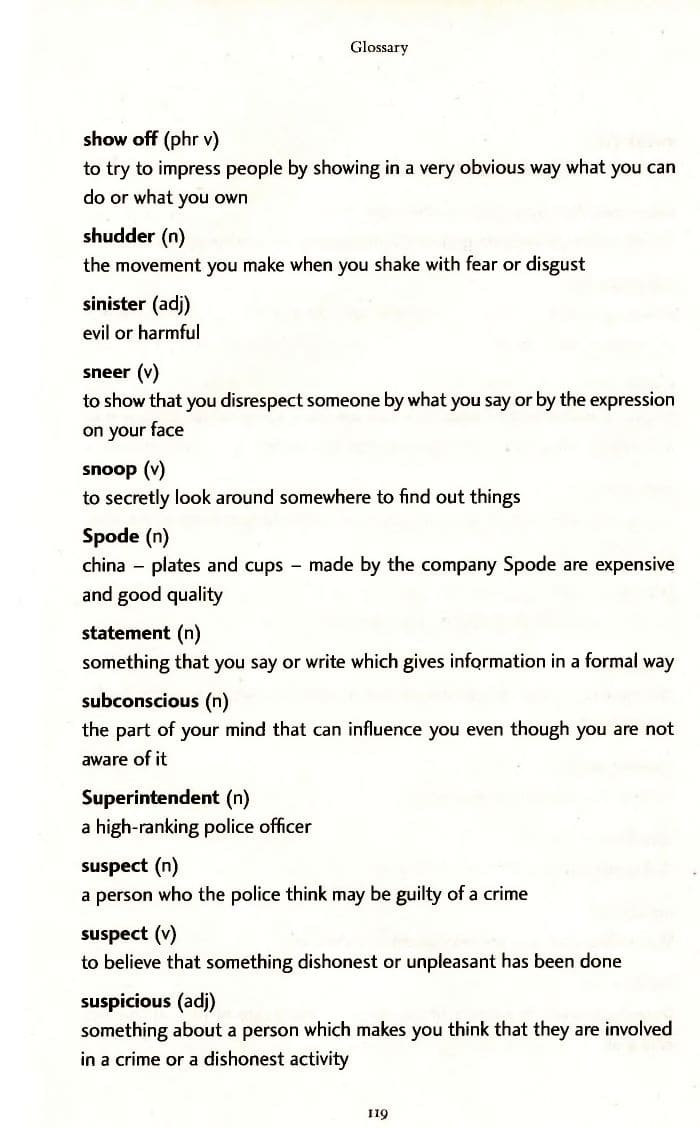 Glossary
show off (phr v)
to try to impress people by showing in a very obvious way what you can
do or what you own
shudder (n)
the movement you make when you shake with fear or disgust
sinister (adj)
evil or harmful
sneer (v)
to show that you disrespect someone by what you say or by the expression
on your face
snoop (v)
to secretly look around somewhere to find out things
Spode (n)
china – plates and cups – made by the company Spode are expensive
and good quality
statement (n)
something that you say or write which gives information in a formal way
subconscious (n)
the part of your mind that can influence you even though you are not
aware of it
Superintendent (n)
a high-ranking police officer
suspect (n)
a person who the police think may be guilty of a crime
suspect (v)
to believe that something dishonest or unpleasant has been done
suspicious (adj)
something about a person which makes you think that they are involved
in a crime or a dishonest activity
119